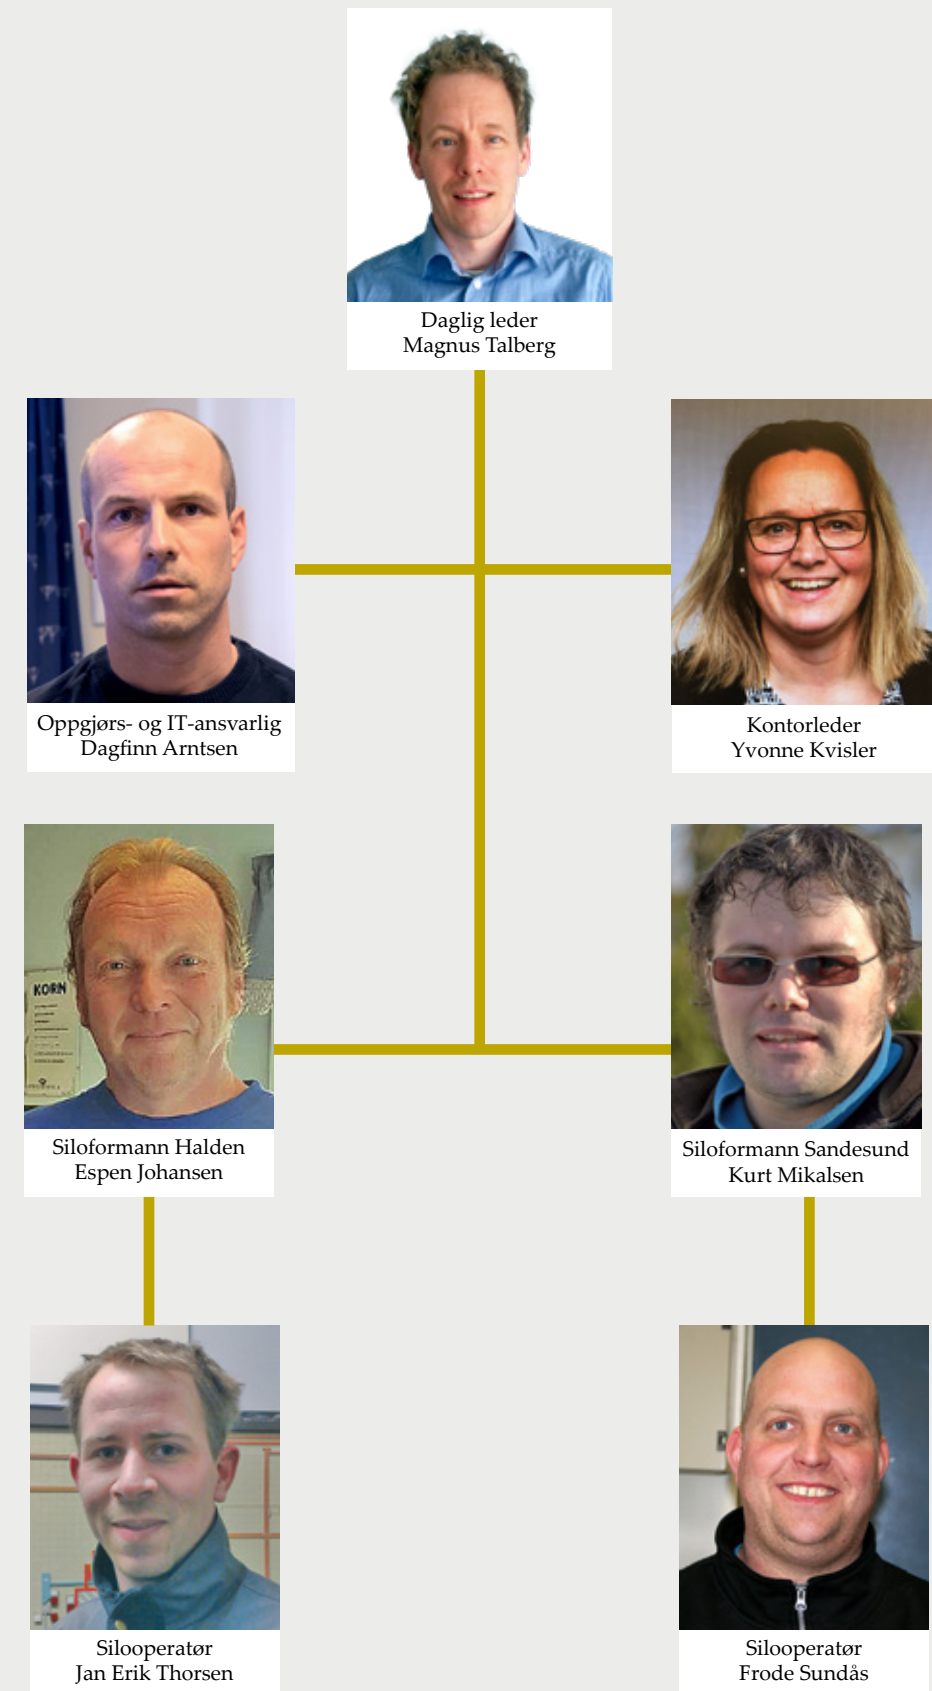 Daglig leder
Magnus Talberg
Oppgjørs- og IT-ansvarlig
Dagfinn Arntsen
Kontorleder
Yvonne Kvisler
KORN
Siloformann Halden
Espen Johansen
Siloformann Sandesund
Kurt Mikalsen
Silooperatør
Jan Erik Thorsen
Silooperatør
Frode Sundås